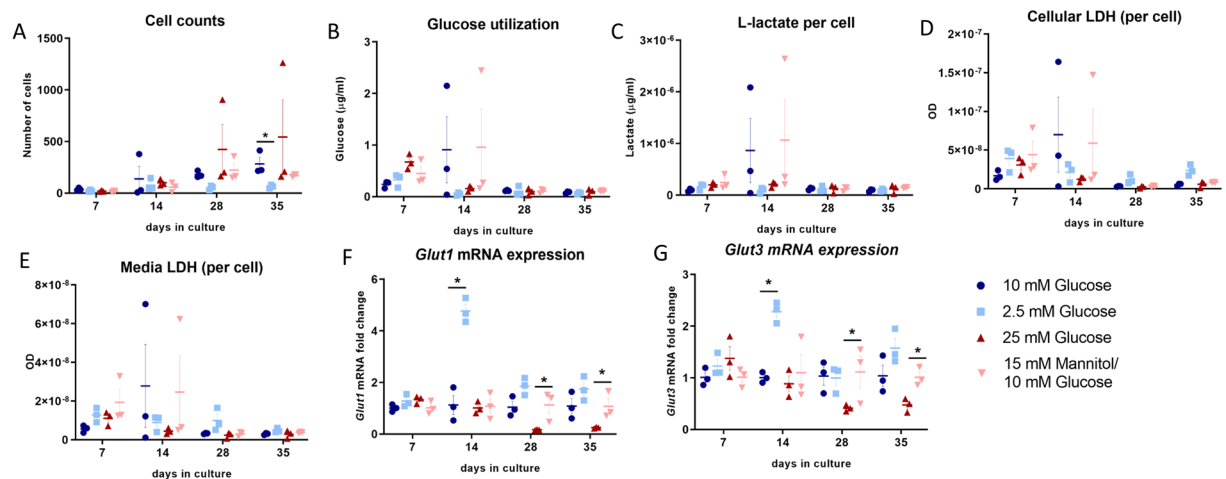 A
Cell counts
Number of cells
1500
1000
500
0
*
7 14 28 35
days in culture
B
Glucose utilization
Glucose (μg/ml)
3
2
1
0
7 14 28 35
days in culture
C
L-lactate per cell
Lactate (μg/ml)
3×10-6
2×10-6
1×10-6
0
7 14 28 35
days in culture
D
Cellular LDH (per cell)
OD
2×10-7
1×10-7
1×10-7
5×10-8
0
7 14 28 35
days in culture
E
Media LDH (per cell)
OD
8×10-8
6×10-8
4×10-8
2×10-8
0
7 14 28 35
days in culture
F
Glut1 mRNA expression
Glut1 mRNA fold change
6
4
2
0
*
*
*
7 14 28 35
days in culture
G
Glut3 mRNA expression
Glut3 mRNA fold change
3
2
1
0
*
*
*
7 14 28 35
days in culture
10 mM Glucose
2.5 mM Glucose
25 mM Glucose
15 mM Mannitol/
10 mM Glucose